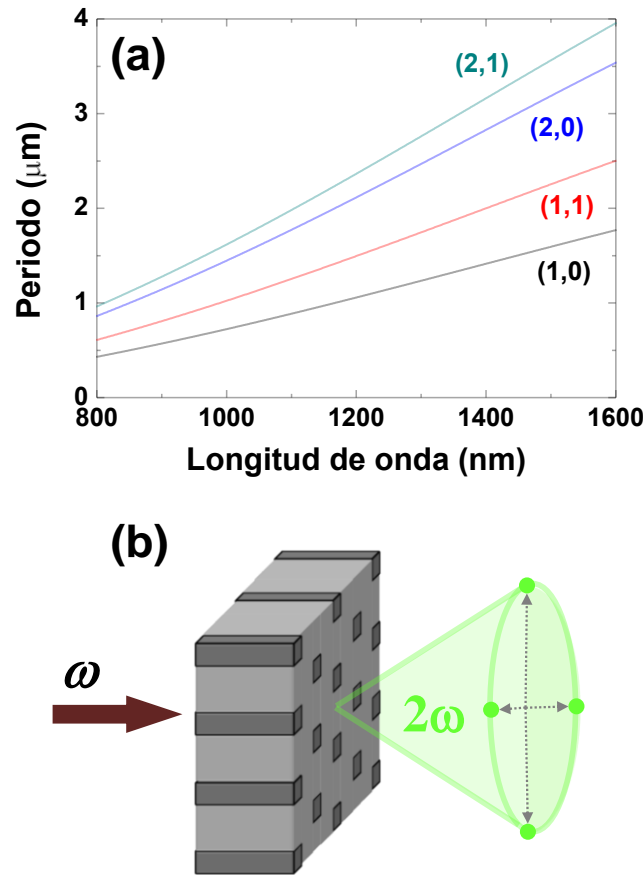 (a)
4
3
2
1
0
Periodo (μm)
(2,1)
(2,0)
(1,1)
(1,0)
800 1000 1200 1400 1600
Longitud de onda (nm)
(b)
ω
2ω